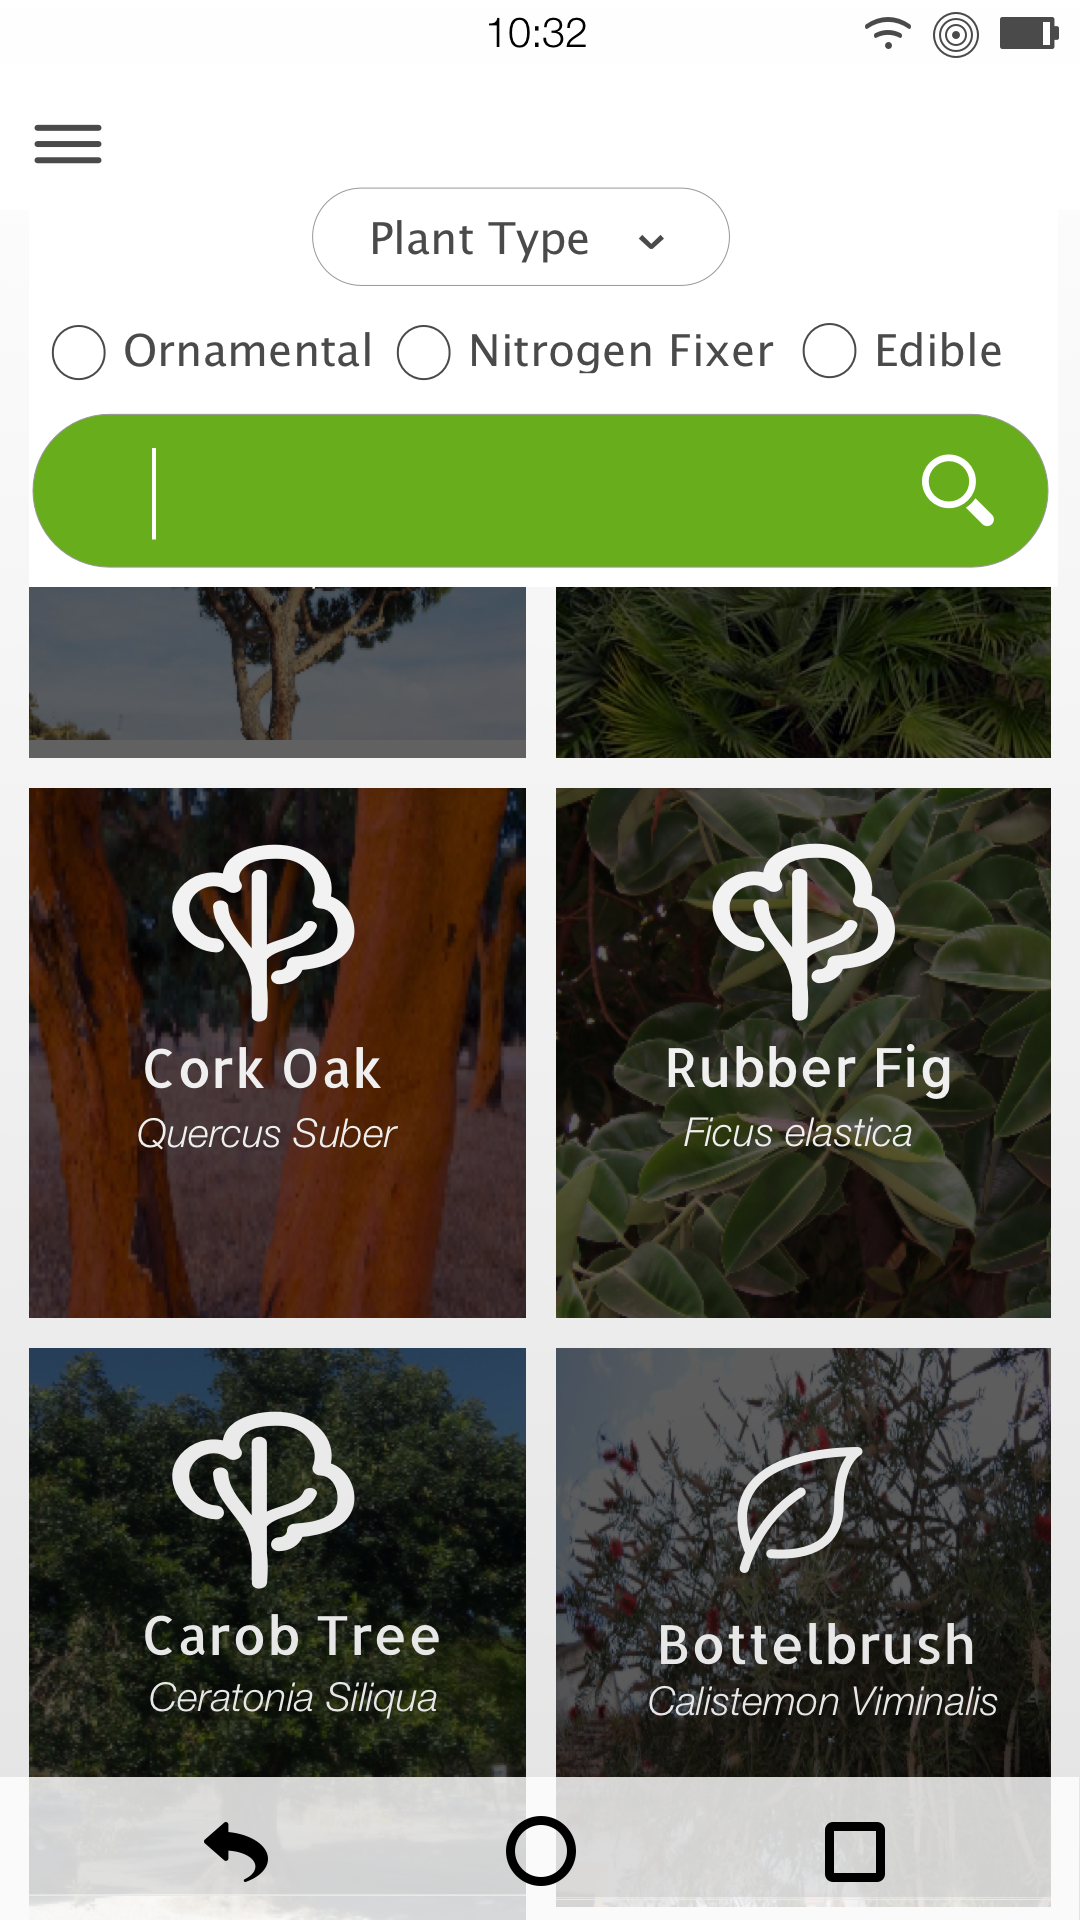 10:32
Plant Type
Ornamental Nitrogen Fixer Edible
Cork Oak
Quercus Suber
Rubber Fig
Ficus elastica
Carob Tree
Ceratonia Siliqua
Bottelbrush
Calistemon Viminalis